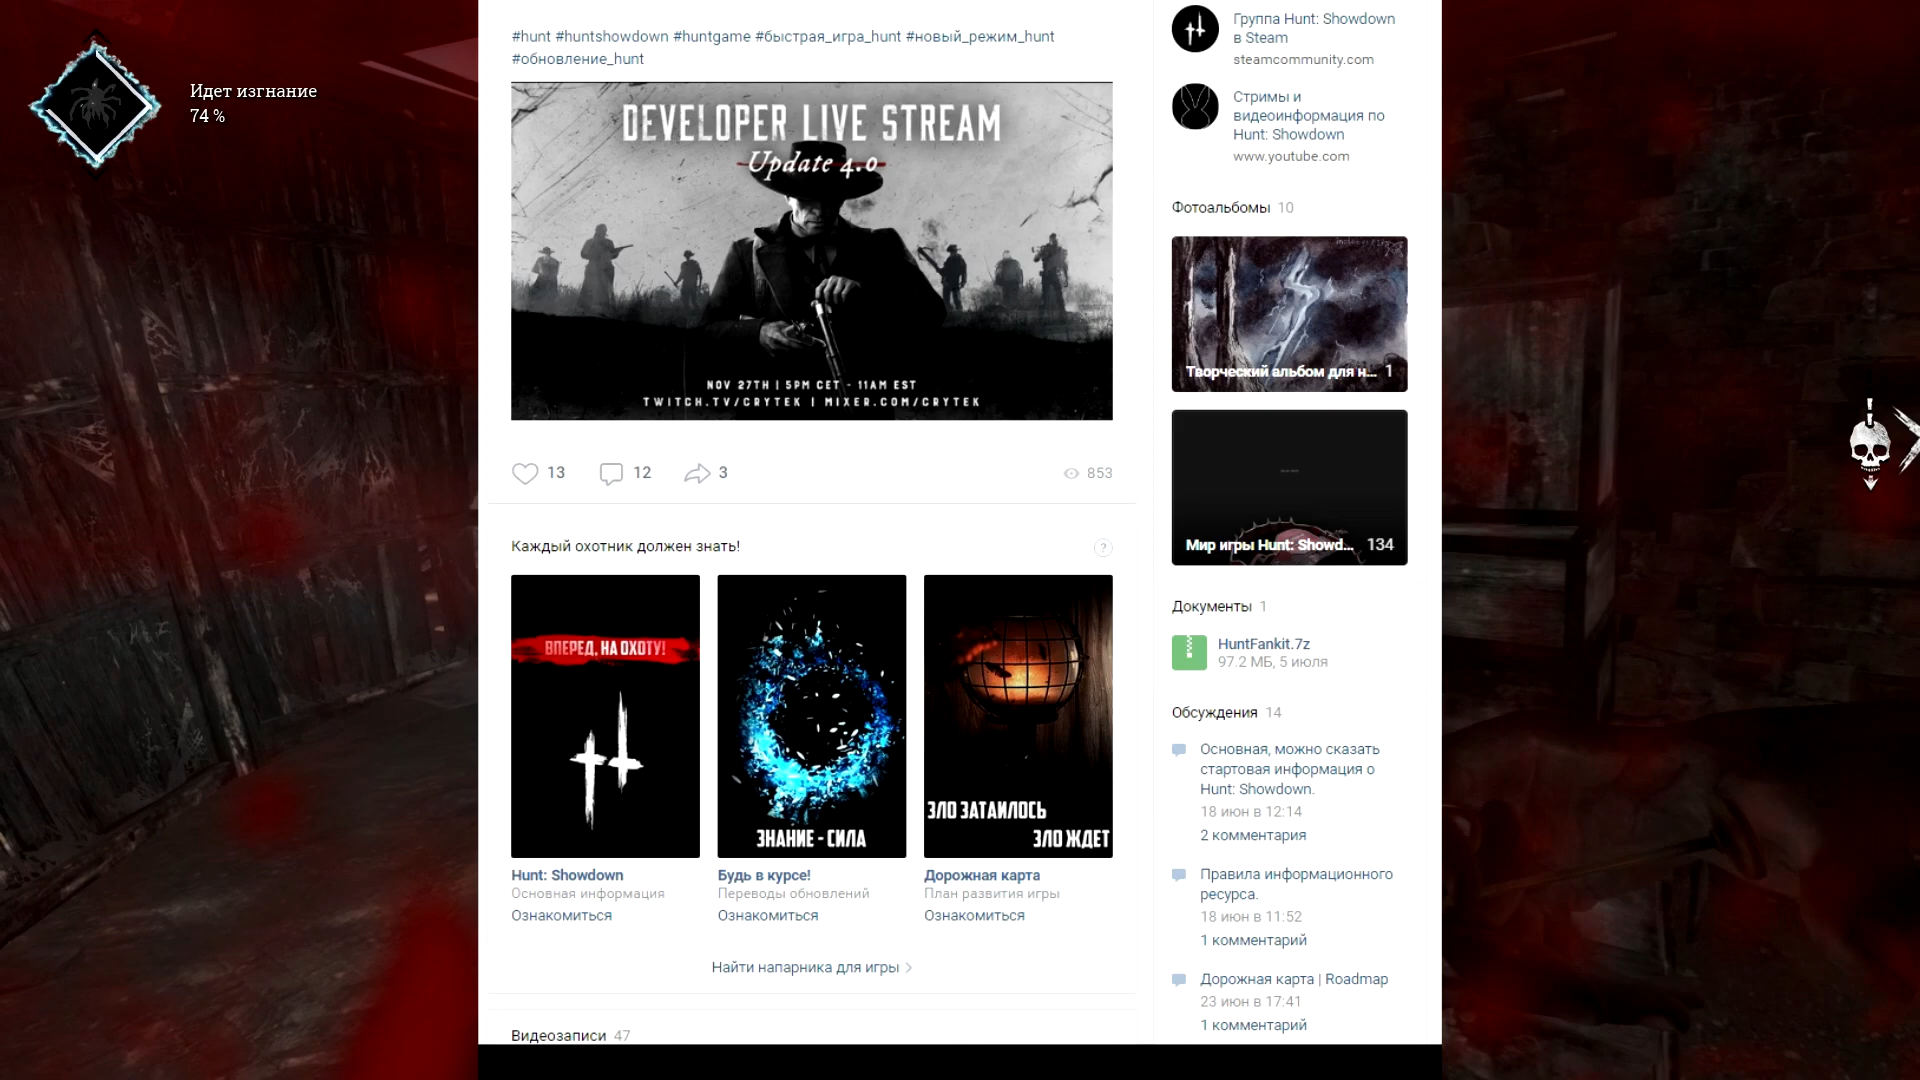 Идет изгнание
74 %
#hunt #huntshowdown #huntgame #быстрая_игра_hunt #новый_режим_hunt
#обновление_hunt
DEVELOPER LIVE STREAM
Update 4.0
NOV 27TH | 5PM CET - 11AM EST
TWITCH.TV/CRYTEK | MIXER.COM/CRYTEK
13
12
3
853
Каждый охотник должен знать!
?
ВПЕРЕД, НА ОХОТУ!
ЗНАНИЕ - СИЛА
ЗЛО ЗАТАИЛОСЬ
ЗЛО ЖДЕТ
Hunt: Showdown
Основная информация
Ознакомиться
Будь в курсе!
Переводы обновлений
Ознакомиться
Дорожная карта
План развития игры
Ознакомиться
Найти напарника для игры
Видеозаписи 47
Группа Hunt: Showdown
в Steam
steamcommunity.com
Стримы и
видеоинформация по
Hunt: Showdown
www.youtube.com
Фотоальбомы 10
Творческий альбом для н... 1
Мир игры Hunt: Showd... 134
Документы 1
HuntFankit.7z
97.2 МБ, 5 июля
Обсуждения 14
Основная, можно сказать
стартовая информация о
Hunt: Showdown.
18 июн в 12:14
2 комментария
Правила информационного
ресурса.
18 июн в 11:52
1 комментарий
Дорожная карта | Roadmap
23 июн в 17:41
1 комментарий